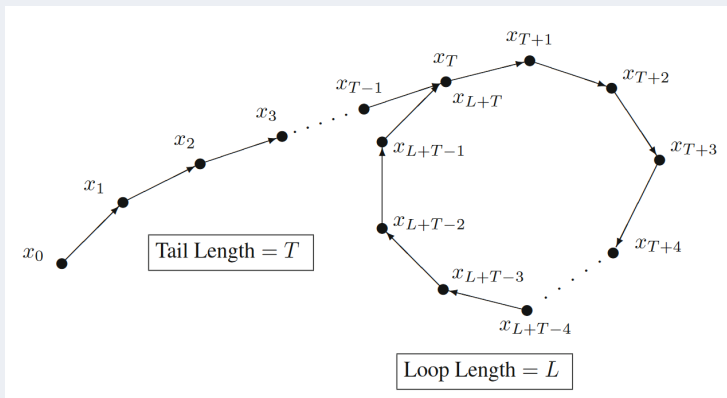 x_0
x_1
x_2
x_3
x_{T−1}
x_T
x_{L+T}
x_{T+1}
x_{T+2}
x_{T+3}
x_{T+4}
x_{L+T−4}
x_{L+T−3}
x_{L+T−2}
x_{L+T−1}
Tail Length = T
Loop Length = L